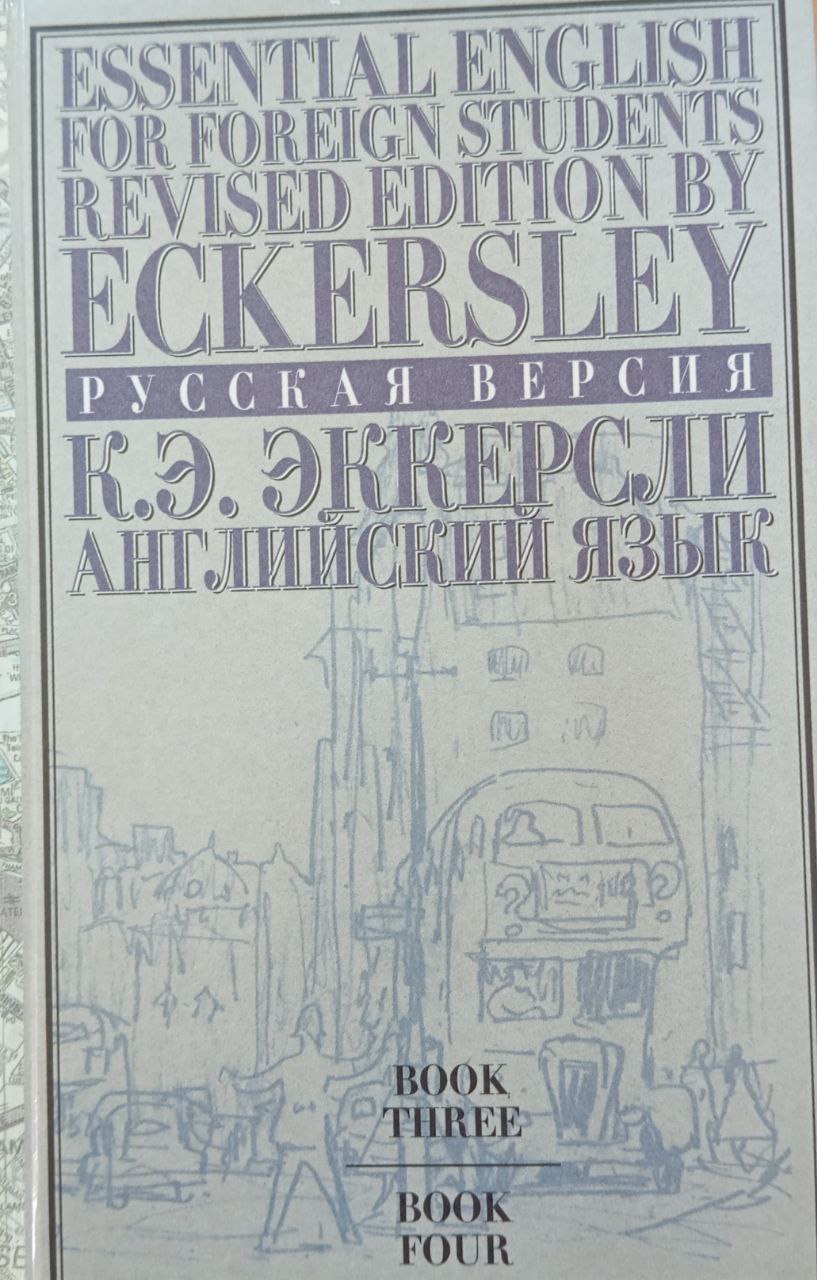 ESSENTIAL ENGLISH
FOR FOREIGN STUDENTS
REVISED EDITION BY
ECKERSLEY
РУССКАЯ ВЕРСИЯ
К.Э. ЭККЕРСЛИ
АНГЛИЙСКИЙ ЯЗЫК
BOOK
THREE
BOOK
FOUR